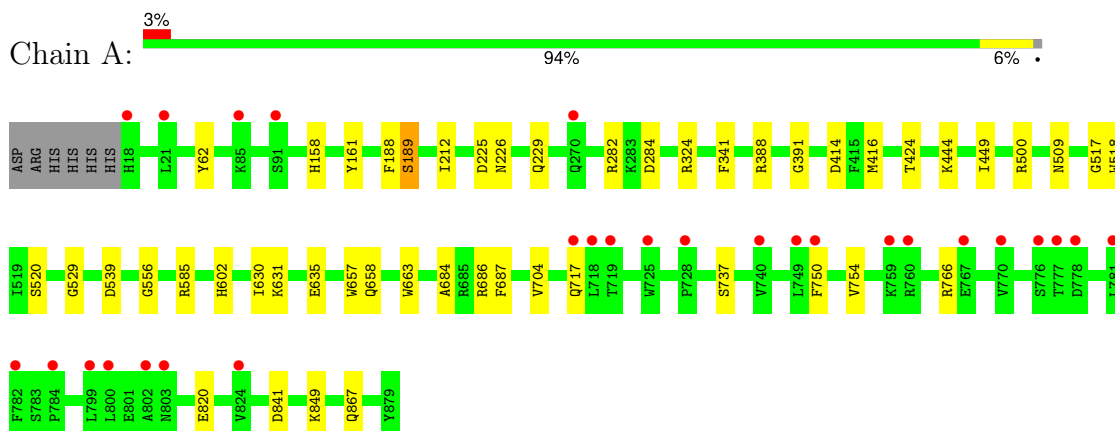 3%
Chain A:
94% 6% •
ASP ARG HIS HIS HIS HIS H18 L21 Y62 K85 S91 H158 Y161 F188 S189 I212 D225 N226 Q229 Q270 R282 K283 D284 R324 F341 R388 G391 D414 F415 M416 T424 K444 I449 R500 N509 G517 W518
I519 S520 G529 D539 G556 R585 H602 I630 K631 E635 W657 Q658 W663 A684 R685 R686 F687 V704 Q717 L718 T719 W725 P728 S737 V740 L749 F750 V754 K759 R760 R766 E767 V770 S776 T777 D778 L781
F782 S783 P784 L799 L800 E801 A802 N803 E820 V824 D841 K849 Q867 Y879